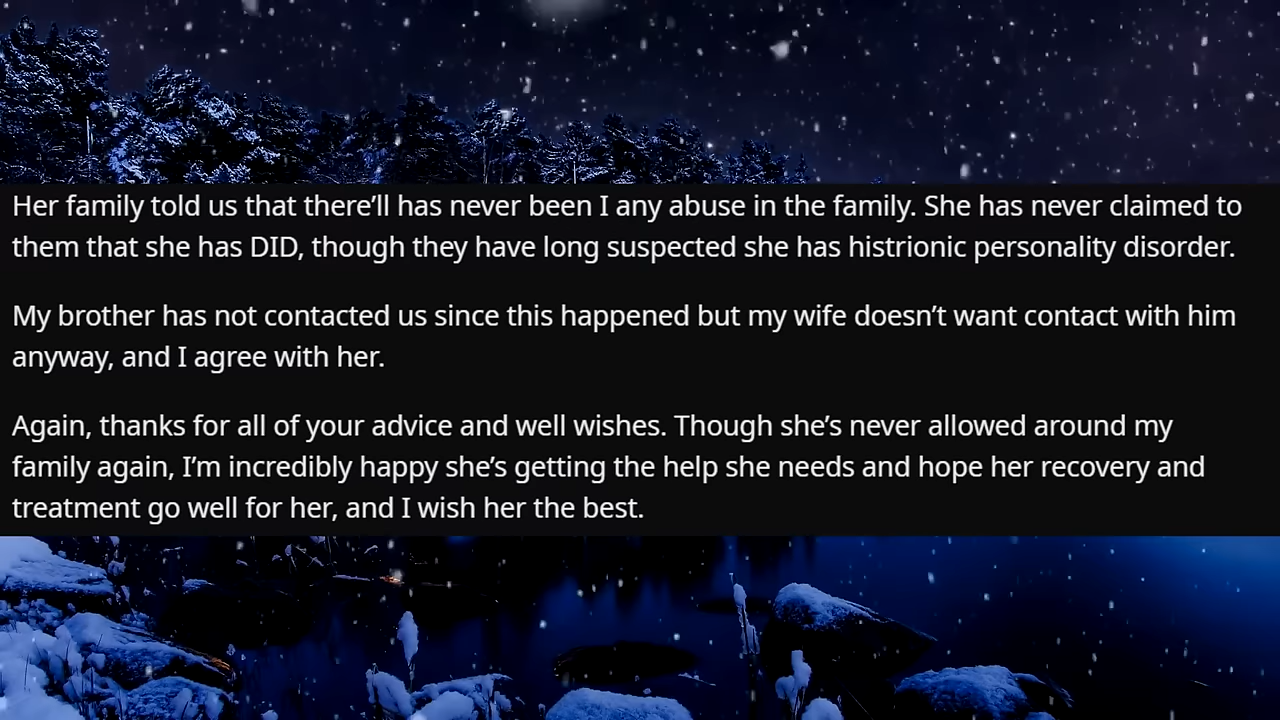 Her family told us that there’ll has never been I any abuse in the family. She has never claimed to
them that she has DID, though they have long suspected she has histrionic personality disorder.
My brother has not contacted us since this happened but my wife doesn’t want contact with him
anyway, and I agree with her.
Again, thanks for all of your advice and well wishes. Though she’s never allowed around my
family again, I’m incredibly happy she’s getting the help she needs and hope her recovery and
treatment go well for her, and I wish her the best.